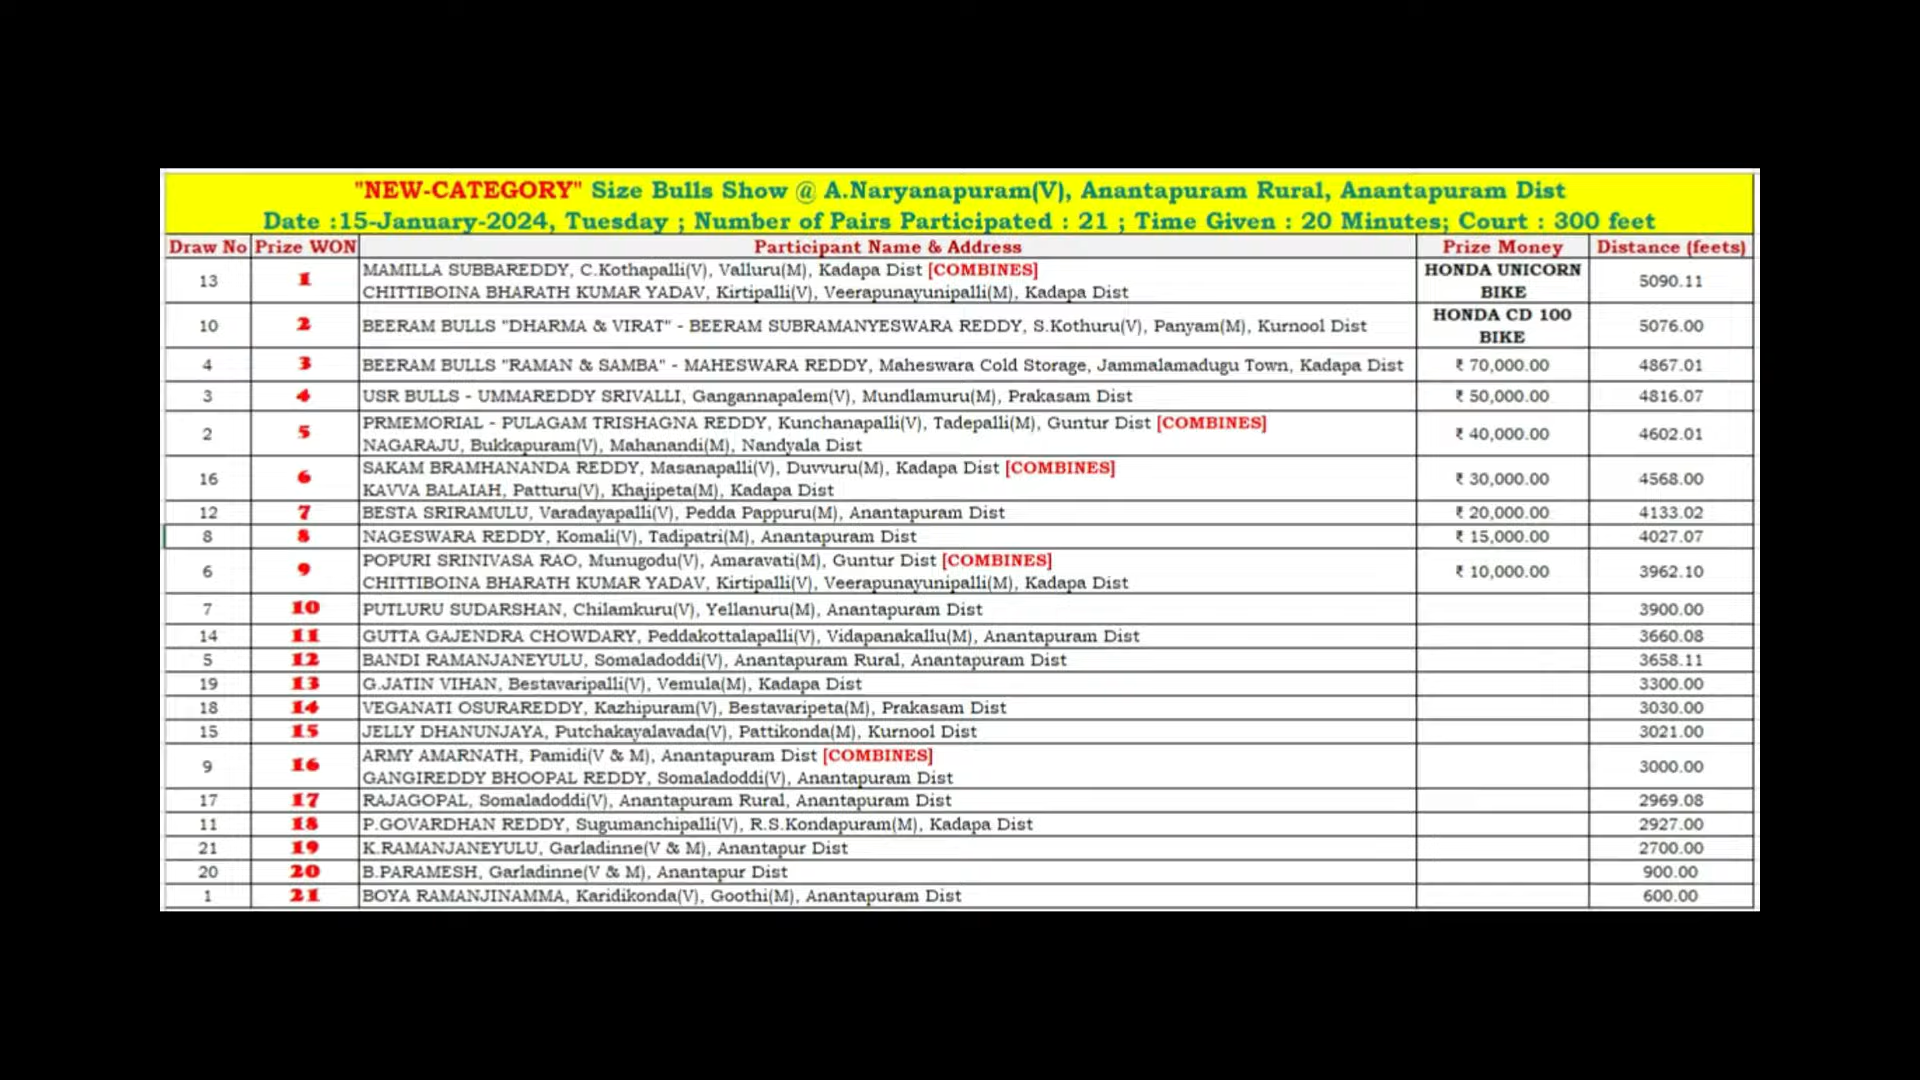 "NEW-CATEGORY" Size Bulls Show @ A.Naryanapuram(V), Anantapuram Rural, Anantapuram Dist
Date :15-January-2024, Tuesday ; Number of Pairs Participated : 21 ; Time Given : 20 Minutes; Court : 300 feet
Draw No Prize WON Participant Name & Address Prize Money Distance (feets)
13 1 MAMILLA SUBBAREDDY, C.Kothapalli(V), Valluru(M), Kadapa Dist [COMBINES] HONDA UNICORN 5090.11
CHITTIBOINA BHARATH KUMAR YADAV, Kirtipalli(V), Veerapunayunipalli(M), Kadapa Dist BIKE
10 2 BEERAM BULLS "DHARMA & VIRAT" - BEERAM SUBRAMANYESWARA REDDY, S.Kothuru(V), Panyam(M), Kurnool Dist HONDA CD 100 5076.00
BIKE
4 3 BEERAM BULLS "RAMAN & SAMBA" - MAHESWARA REDDY, Maheswara Cold Storage, Jammalamadugu Town, Kadapa Dist ₹ 70,000.00 4867.01
3 4 USR BULLS - UMMAREDDY SRIVALLI, Gangannapalem(V), Mundlamuru(M), Prakasam Dist ₹ 50,000.00 4816.07
2 5 PRMEMORIAL - PULAGAM TRISHAGNA REDDY, Kunchanapalli(V), Tadepalli(M), Guntur Dist [COMBINES] ₹ 40,000.00 4602.01
NAGARAJU, Bukkapuram(V), Mahanandi(M), Nandyala Dist
16 6 SAKAM BRAMHANANDA REDDY, Masanapalli(V), Duvvuru(M), Kadapa Dist [COMBINES] ₹ 30,000.00 4568.00
KAVVA BALAIAH, Patturu(V), Khajipeta(M), Kadapa Dist
12 7 BESTA SRIRAMULU, Varadayapalli(V), Pedda Pappuru(M), Anantapuram Dist ₹ 20,000.00 4133.02
8 8 NAGESWARA REDDY, Komali(V), Tadipatri(M), Anantapuram Dist ₹ 15,000.00 4027.07
6 9 POPURI SRINIVASA RAO, Munugodu(V), Amaravati(M), Guntur Dist [COMBINES] ₹ 10,000.00 3962.10
CHITTIBOINA BHARATH KUMAR YADAV, Kirtipalli(V), Veerapunayunipalli(M), Kadapa Dist
7 10 PUTLURU SUDARSHAN, Chilamkuru(V), Yellanuru(M), Anantapuram Dist 3900.00
14 11 GUTTA GAJENDRA CHOWDARY, Peddakottalapalli(V), Vidapanakallu(M), Anantapuram Dist 3660.08
5 12 BANDI RAMANJANEYULU, Somaladoddi(V), Anantapuram Rural, Anantapuram Dist 3658.11
19 13 G.JATIN VIHAN, Bestavaripalli(V), Vemula(M), Kadapa Dist 3300.00
18 14 VEGANATI OSURAREDDY, Kazhipuram(V), Bestavaripeta(M), Prakasam Dist 3030.00
15 15 JELLY DHANUNJAYA, Putchakayalavada(V), Pattikonda(M), Kurnool Dist 3021.00
9 16 ARMY AMARNATH, Pamidi(V & M), Anantapuram Dist [COMBINES] 3000.00
GANGIREDDY BHOOPAL REDDY, Somaladoddi(V), Anantapuram Dist
17 17 RAJAGOPAL, Somaladoddi(V), Anantapuram Rural, Anantapuram Dist 2969.08
11 18 P.GOVARDHAN REDDY, Sugumanchipalli(V), R.S.Kondapuram(M), Kadapa Dist 2927.00
21 19 K.RAMANJANEYULU, Garladinne(V & M), Anantapur Dist 2700.00
20 20 B.PARAMESH, Garladinne(V & M), Anantapur Dist 900.00
1 21 BOYA RAMANJINAMMA, Karidikonda(V), Goothi(M), Anantapuram Dist 600.00